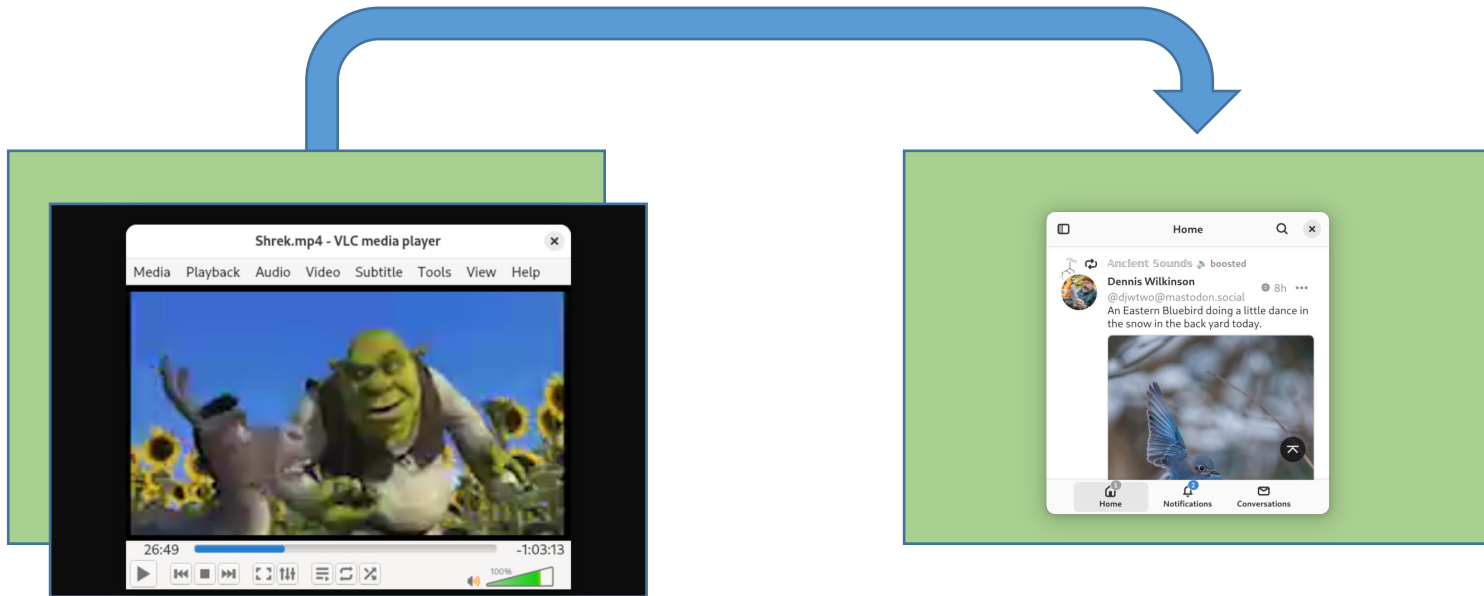 Shrek.mp4 - VLC media player
Media Playback Audio Video Subtitle Tools View Help
26:49 -1:03:13
100%
Home
Ancient Sounds 🔊 boosted
Dennis Wilkinson
@djwtwo@mastodon.social
8h
An Eastern Bluebird doing a little dance in
the snow in the back yard today.
1 2
Home Notifications Conversations